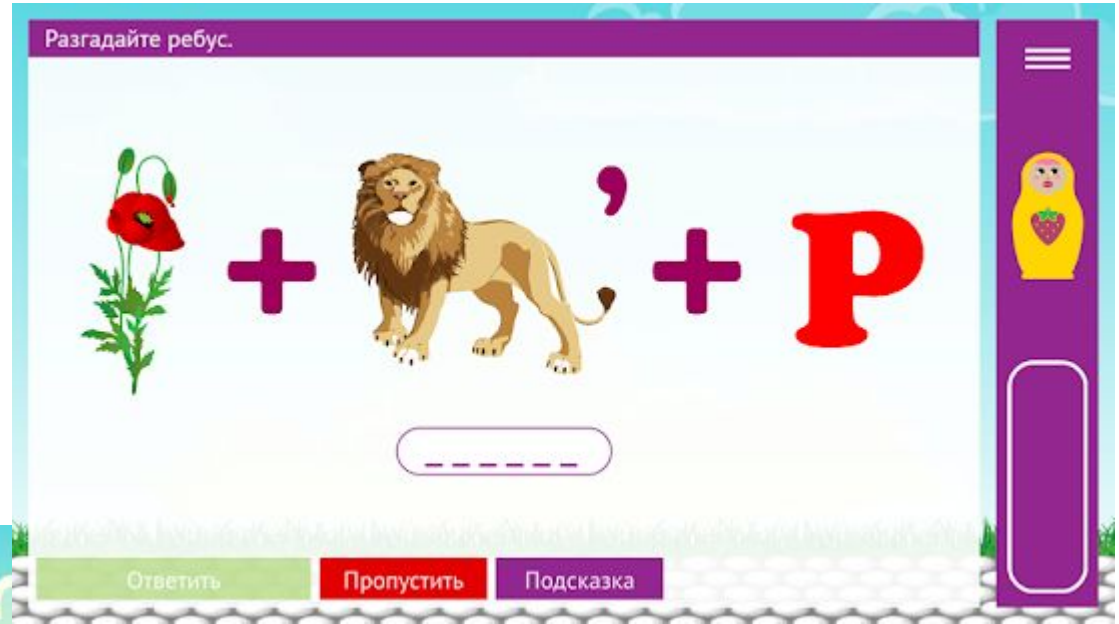 Разгадайте ребус.
+ , + Р
_ _ _ _ _ _
Ответить Пропустить Подсказка